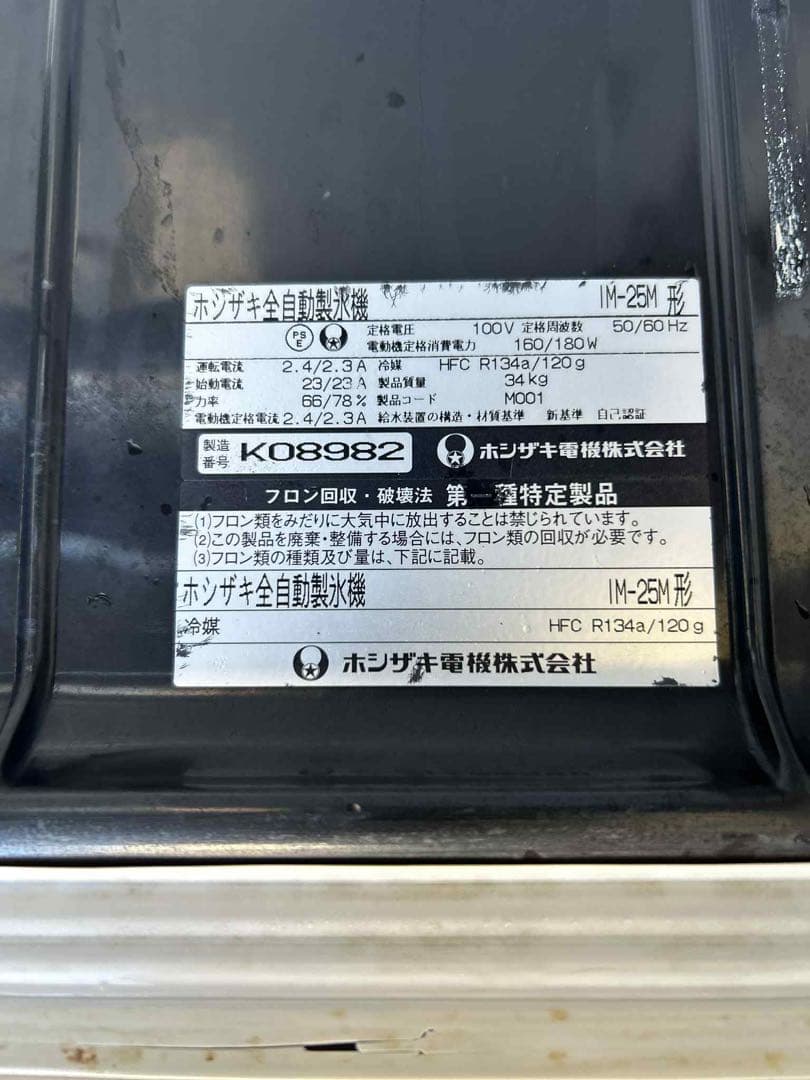 ホシザキ全自動製氷機 IM-25M 形
PS E 定格電圧 100V 定格周波数 50/60Hz
電動機定格消費電力 160/180W
運転電流 2.4/2.3A 冷媒 HFC R134a/120g
始動電流 23/23A 製品質量 34kg
力率 66/78% 製品コード M001
電動機定格電流 2.4/2.3A 給水装置の構造・材質基準 新基準 自己認証
製造番号 K08982 ホシザキ電機株式会社
フロン回収・破壊法 第一種特定製品
(1)フロン類をみだりに大気中に放出することは禁じられています。
(2)この製品を廃棄・整備する場合には、フロン類の回収が必要です。
(3)フロン類の種類及び量は、下記に記載。
ホシザキ全自動製氷機 IM-25M 形
冷媒 HFC R134a/120g
ホシザキ電機株式会社